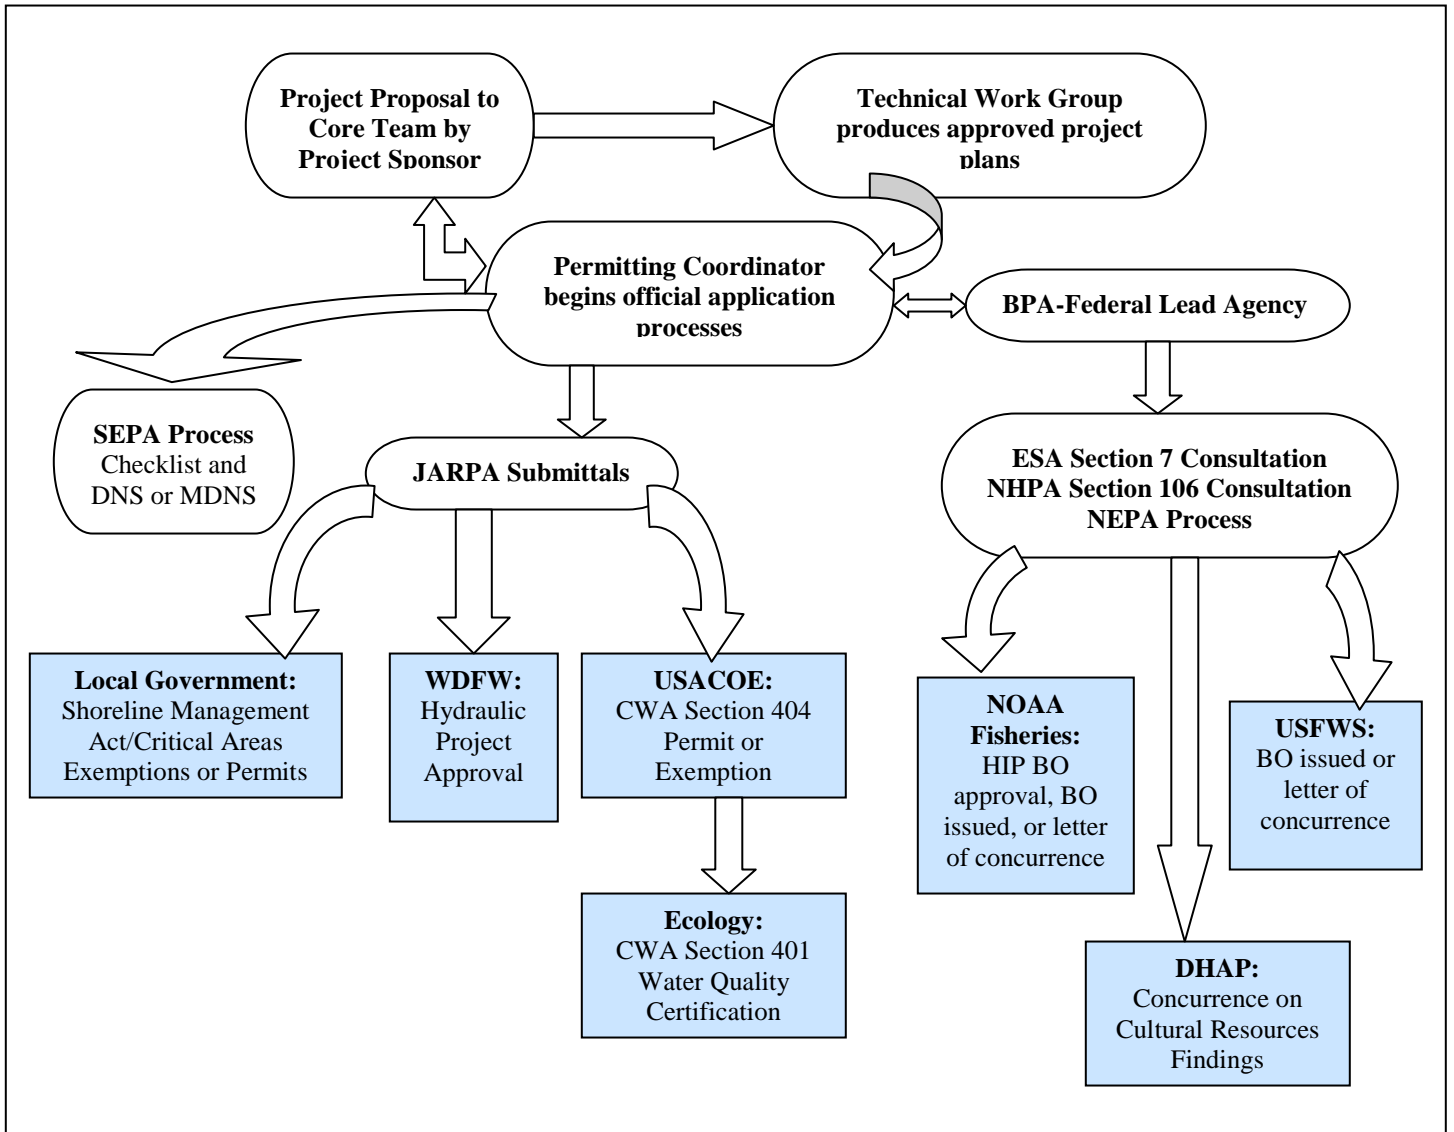 Project Proposal to
Core Team by
Project Sponsor
Technical Work Group
produces approved project
plans
Permitting Coordinator
begins official application
processes
BPA-Federal Lead Agency
SEPA Process
Checklist and
DNS or MDNS
JARPA Submittals
ESA Section 7 Consultation
NHPA Section 106 Consultation
NEPA Process
Local Government:
Shoreline Management
Act/Critical Areas
Exemptions or Permits
WDFW:
Hydraulic
Project
Approval
USACOE:
CWA Section 404
Permit or
Exemption
NOAA
Fisheries:
HIP BO
approval, BO
issued, or letter
of concurrence
USFWS:
BO issued or
letter of
concurrence
Ecology:
CWA Section 401
Water Quality
Certification
DHAP:
Concurrence on
Cultural Resources
Findings